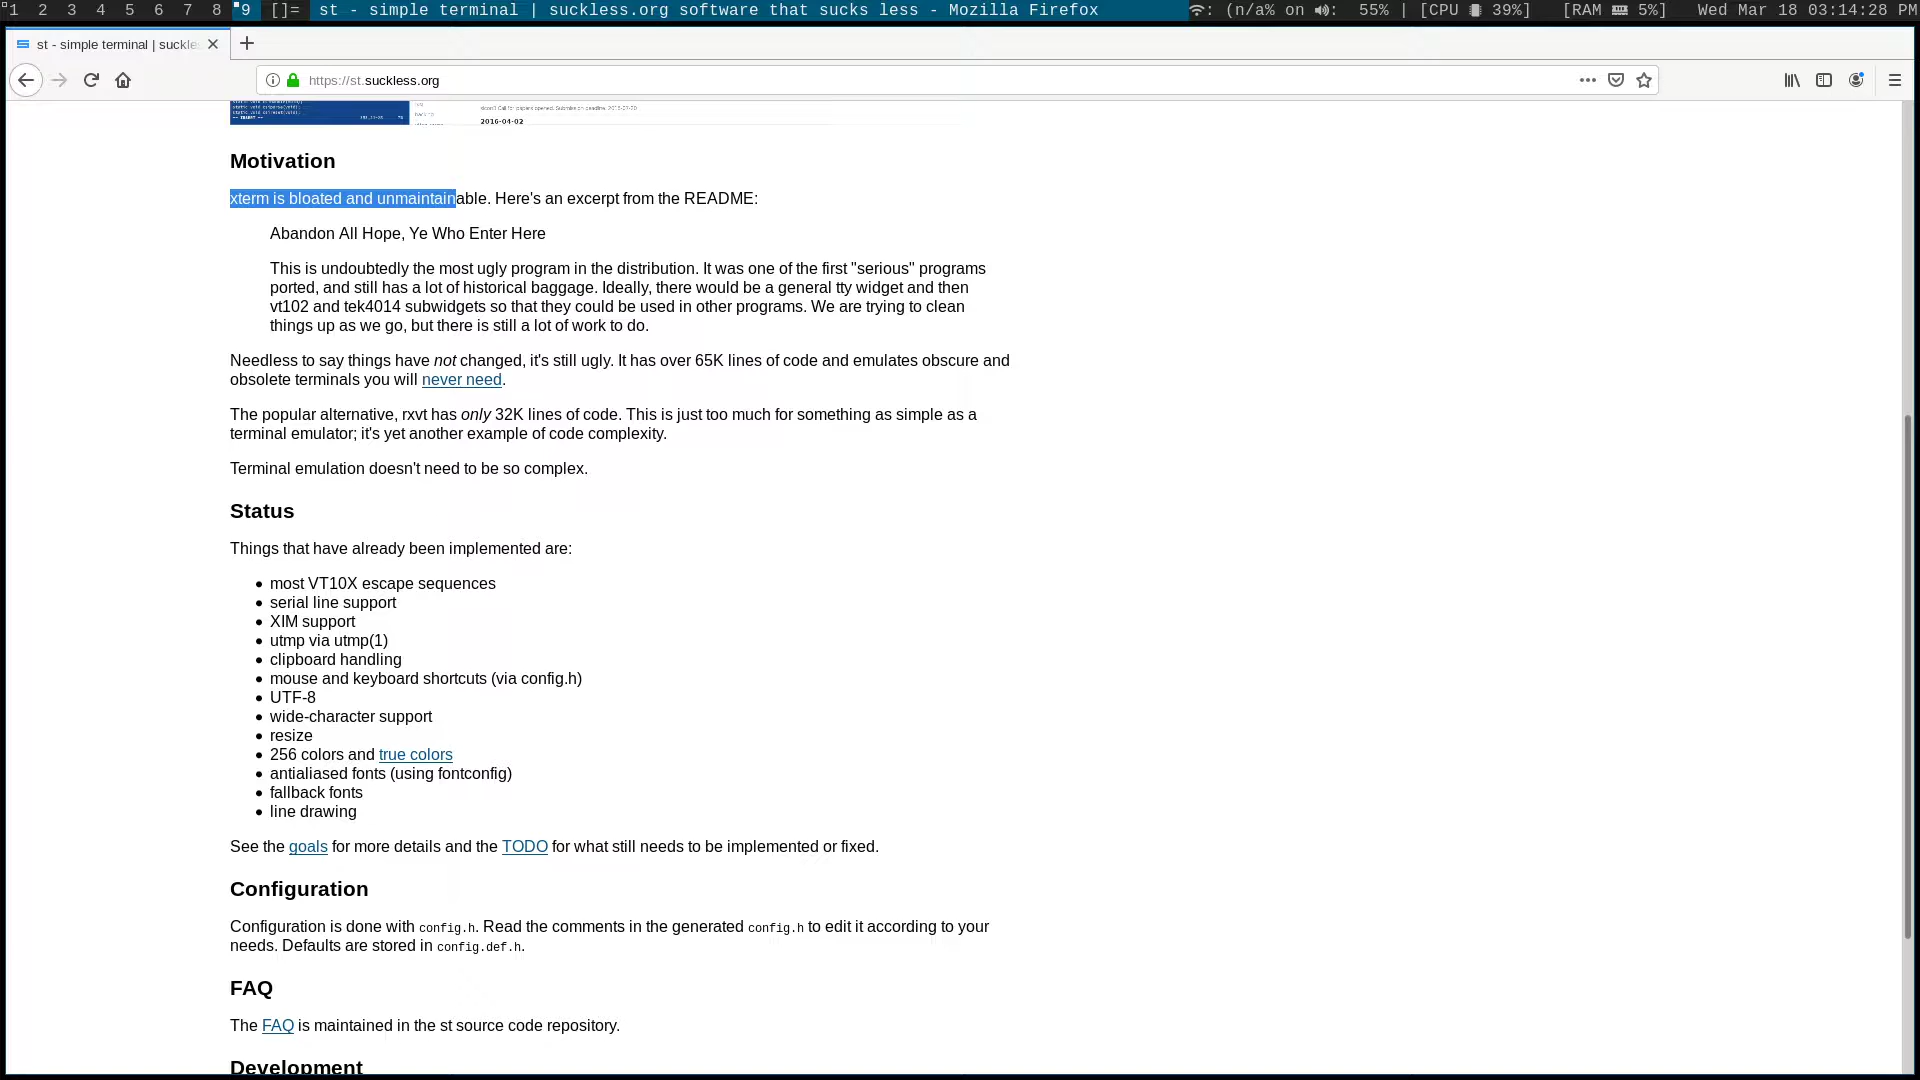 1 2 3 4 5 6 7 8 9 []= st - simple terminal | suckless.org software that sucks less - Mozilla Firefox : (n/a% on : 55% | [CPU 39%] [RAM 5%] Wed Mar 18 03:14:28 PM
st - simple terminal | suckle
https://st.suckless.org
-- INSERT --
slcon3 Call for papers opened. Submission deadline: 2016-07-30
2016-04-02
Motivation
xterm is bloated and unmaintainable. Here's an excerpt from the README:
Abandon All Hope, Ye Who Enter Here
This is undoubtedly the most ugly program in the distribution. It was one of the first "serious" programs
ported, and still has a lot of historical baggage. Ideally, there would be a general tty widget and then
vt102 and tek4014 subwidgets so that they could be used in other programs. We are trying to clean
things up as we go, but there is still a lot of work to do.
Needless to say things have not changed, it's still ugly. It has over 65K lines of code and emulates obscure and
obsolete terminals you will never need.
The popular alternative, rxvt has only 32K lines of code. This is just too much for something as simple as a
terminal emulator; it's yet another example of code complexity.
Terminal emulation doesn't need to be so complex.
Status
Things that have already been implemented are:
most VT10X escape sequences
serial line support
XIM support
utmp via utmp(1)
clipboard handling
mouse and keyboard shortcuts (via config.h)
UTF-8
wide-character support
resize
256 colors and true colors
antialiased fonts (using fontconfig)
fallback fonts
line drawing
See the goals for more details and the TODO for what still needs to be implemented or fixed.
Configuration
Configuration is done with config.h. Read the comments in the generated config.h to edit it according to your
needs. Defaults are stored in config.def.h.
FAQ
The FAQ is maintained in the st source code repository.
Development